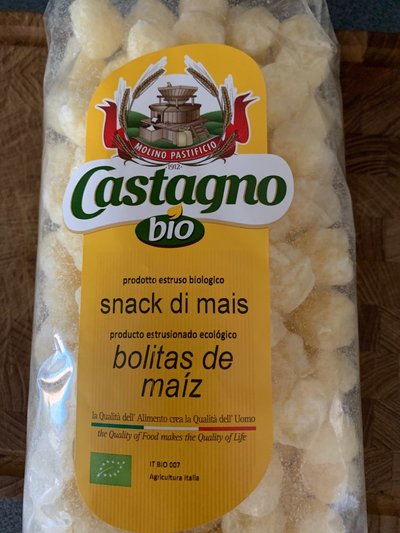 MOLINO PASTIFICIO
1912
Castagno
bio
prodotto estruso biologico
snack di mais
producto estrusionado ecológico
bolitas de
maíz
la Qualità dell' Alimento crea la Qualità dell' Uomo
the Quality of Food makes the Quality of Life
IT BIO 007
Agricultura Italia